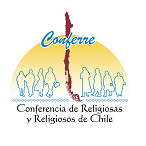 Conferre
Conferencia de Religiosas
y Religiosos de Chile